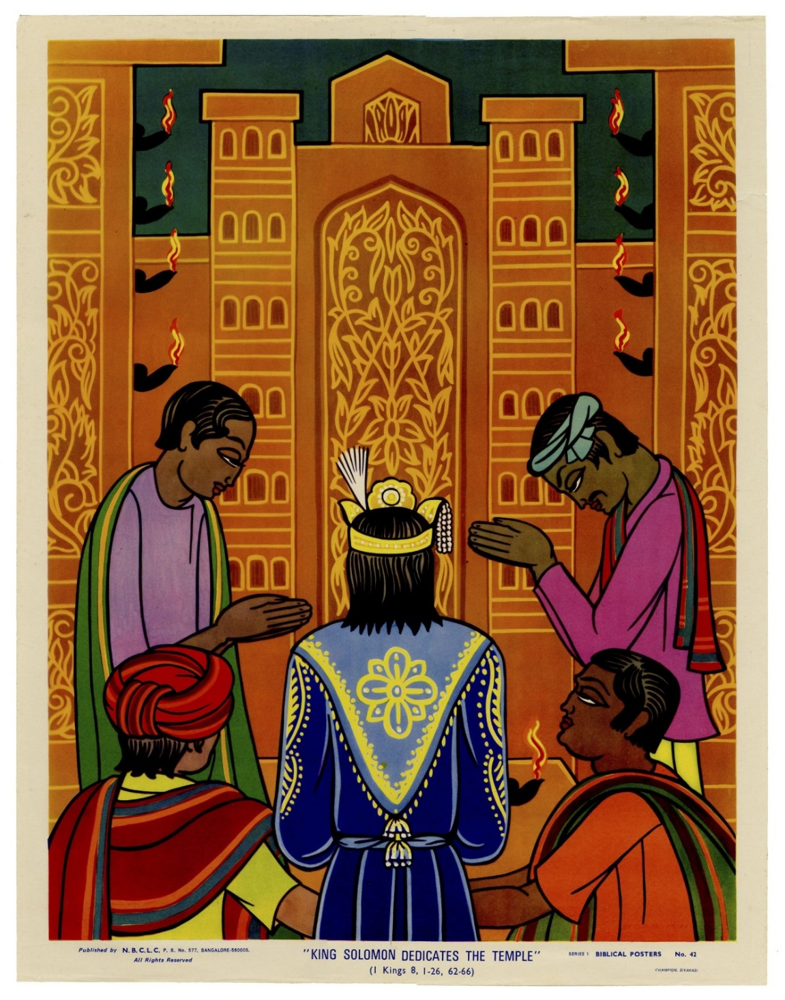 Published by N.B.C.L.C. P. B. No. 577, BANGALORE-560005.
All Rights Reserved
"KING SOLOMON DEDICATES THE TEMPLE"
(1 Kings 8, 1-26, 62-66)
SERIES 1 BIBLICAL POSTERS No. 42
CHAMPION, SIVAKASI